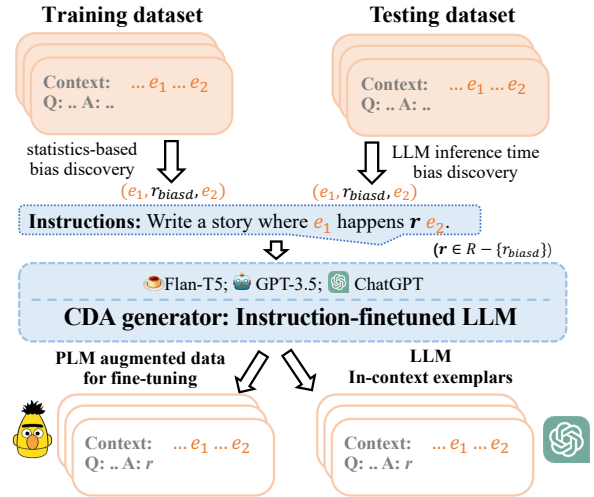 Training dataset
Testing dataset
Context: ... e₁ ... e₂
Q: .. A: ..
Context: ... e₁ ... e₂
Q: .. A: ..
statistics-based
bias discovery
LLM inference time
bias discovery
(e₁, r_biasd, e₂)
(e₁, r_biasd, e₂)
Instructions: Write a story where e₁ happens r e₂.
(r ∈ R − {r_biasd})
Flan-T5; GPT-3.5; ChatGPT
CDA generator: Instruction-finetuned LLM
PLM augmented data
for fine-tuning
LLM
In-context exemplars
Context: ... e₁ ... e₂
Q: .. A: r
Context: ... e₁ ... e₂
Q: .. A: r